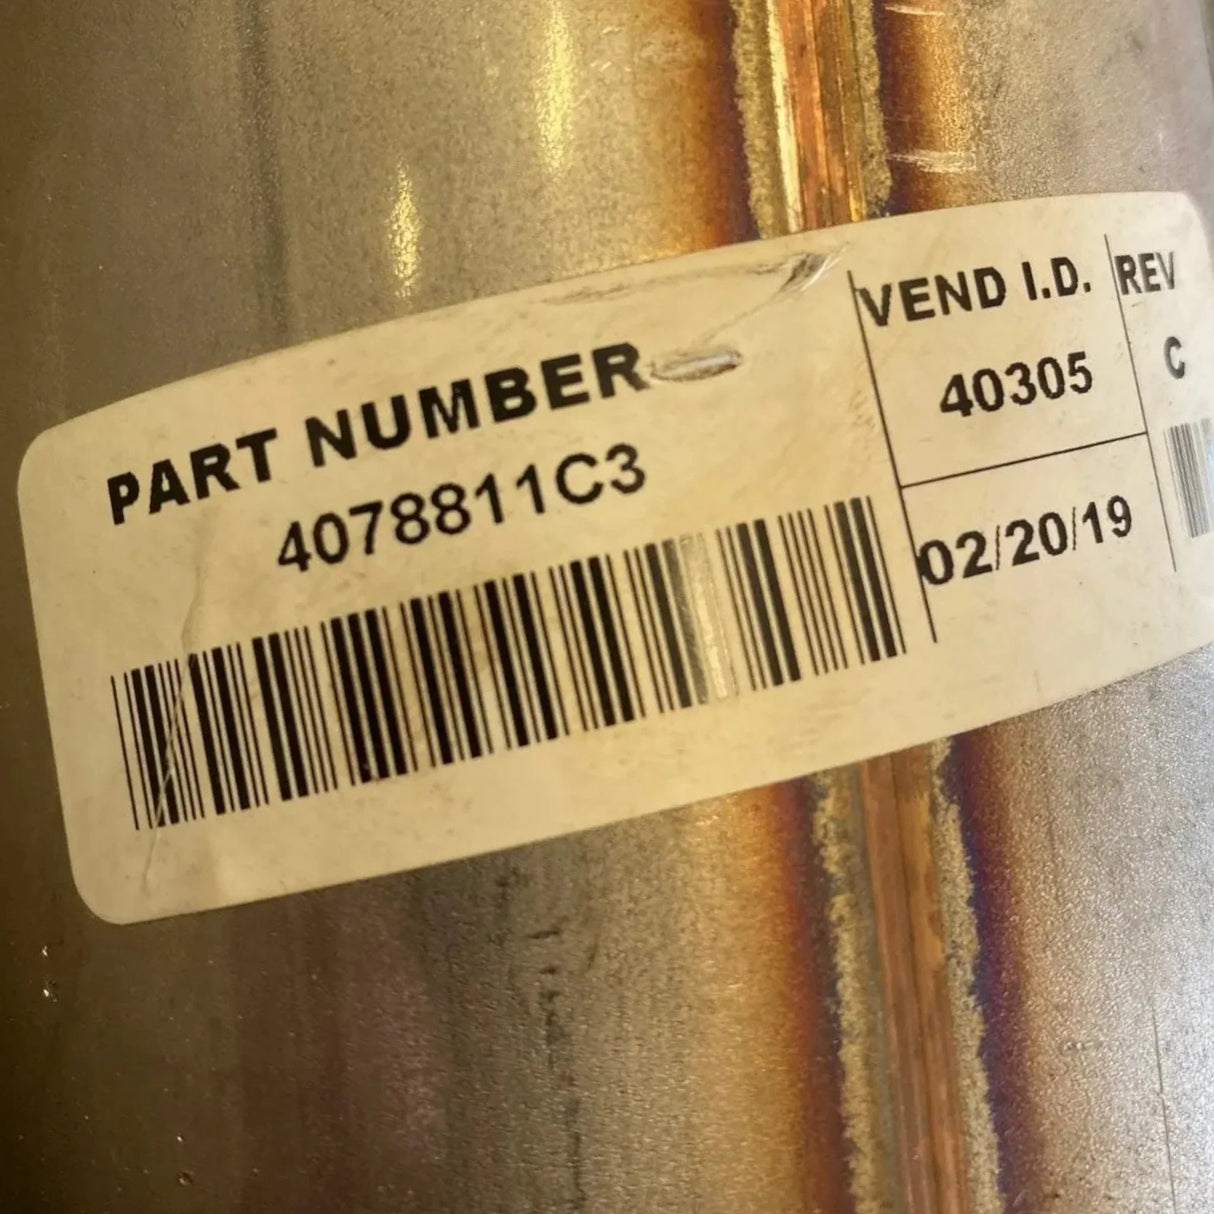 PART NUMBER
4078811C3
VEND I.D.
40305
02/20/19
REV
C